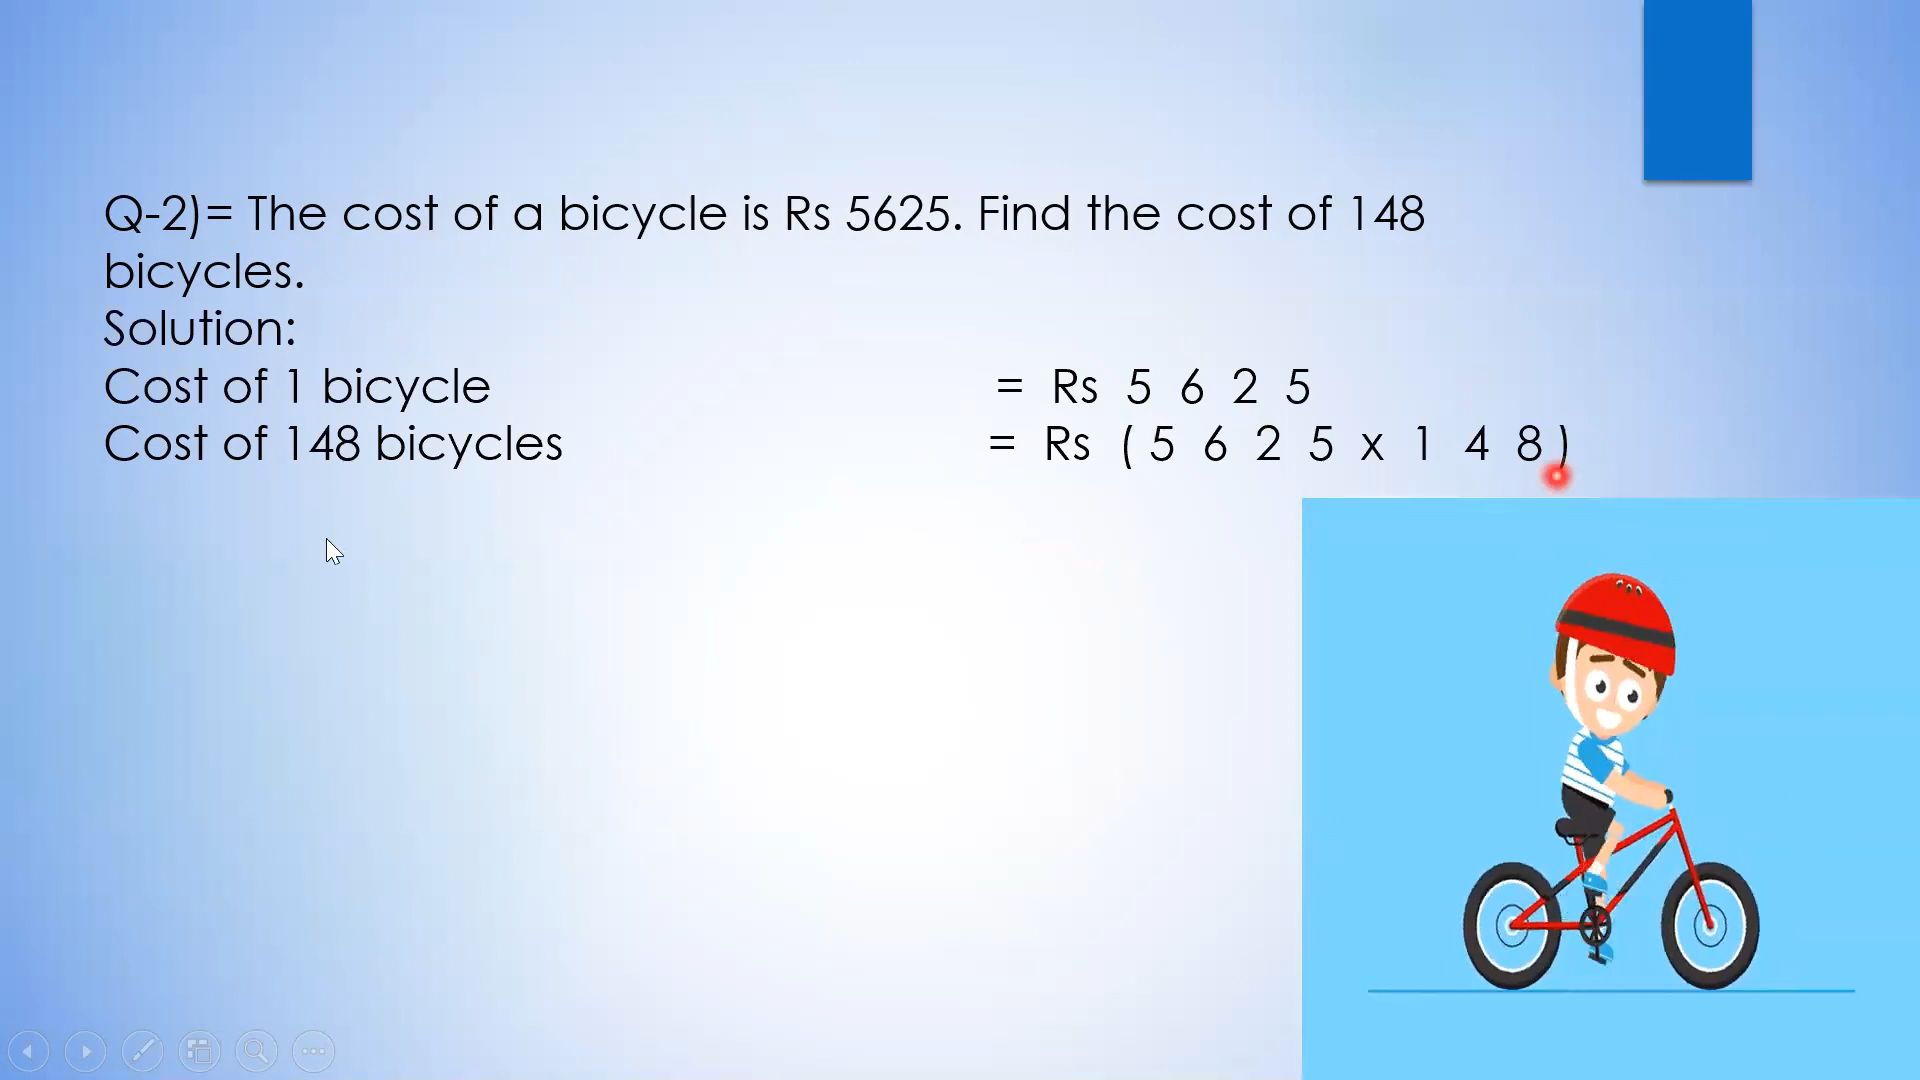 Q-2)= The cost of a bicycle is Rs 5625. Find the cost of 148
bicycles.
Solution:
Cost of 1 bicycle = Rs 5 6 2 5
Cost of 148 bicycles = Rs ( 5 6 2 5 x 1 4 8 )